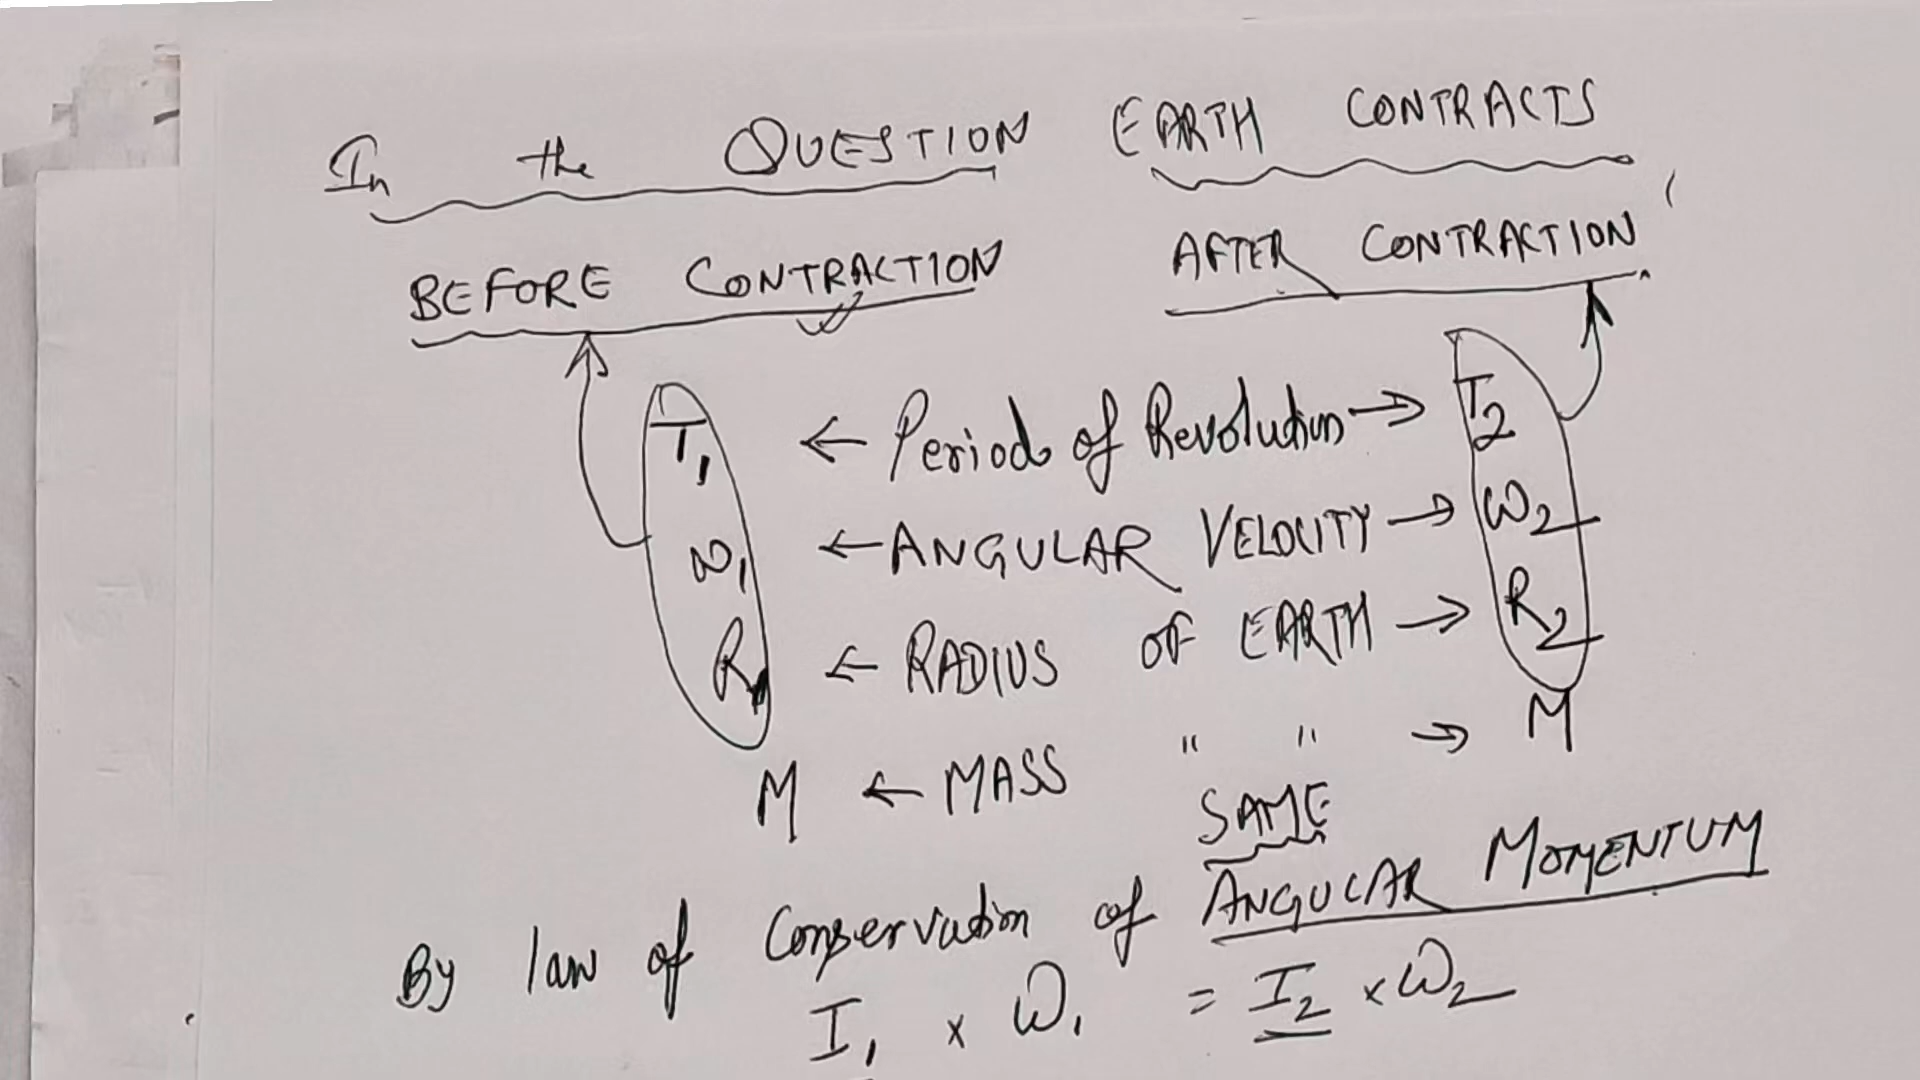 In the QUESTION EARTH CONTRACTS
BEFORE CONTRACTION AFTER CONTRACTION
T1 ← Period of Revolution → T2
ω1 ← ANGULAR VELOCITY → ω2
R1 ← RADIUS OF EARTH → R2
M ← MASS " " → M
SAME
By law of Conservation of ANGULAR MOMENTUM
I1 × ω1 = I2 × ω2